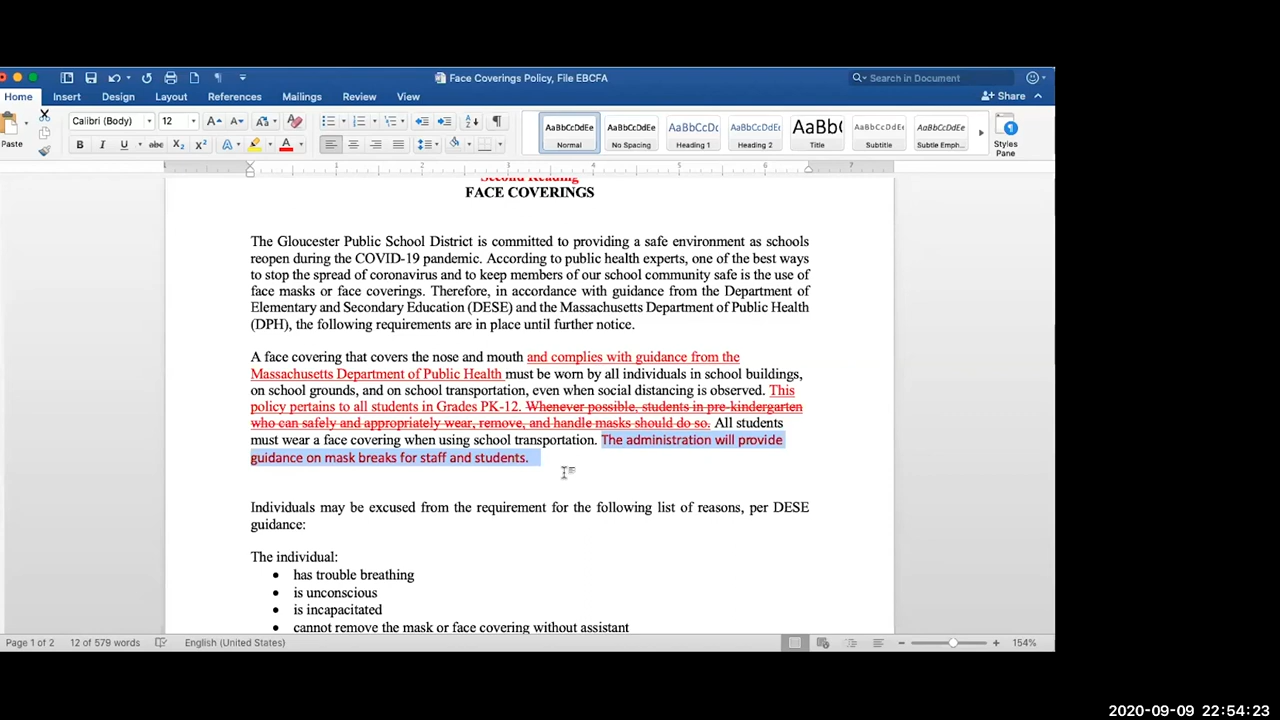 Face Coverings Policy, File EBCFA
Search in Document
Home Insert Design Layout References Mailings Review View
Share
Paste
Calibri (Body) 12
AaBbCcDdEe AaBbCcDdEe AaBbCcDc AaBbCcDdEe AaBb( AaBbCcDdEe AaBbCcDdEe
Normal No Spacing Heading 1 Heading 2 Title Subtitle Subtle Emph...
Styles
Pane
1 2 3 4 5 6 7
Second Reading
FACE COVERINGS
The Gloucester Public School District is committed to providing a safe environment as schools
reopen during the COVID-19 pandemic. According to public health experts, one of the best ways
to stop the spread of coronavirus and to keep members of our school community safe is the use of
face masks or face coverings. Therefore, in accordance with guidance from the Department of
Elementary and Secondary Education (DESE) and the Massachusetts Department of Public Health
(DPH), the following requirements are in place until further notice.
A face covering that covers the nose and mouth and complies with guidance from the
Massachusetts Department of Public Health must be worn by all individuals in school buildings,
on school grounds, and on school transportation, even when social distancing is observed. This
policy pertains to all students in Grades PK-12. Whenever possible, students in pre-kindergarten
who can safely and appropriately wear, remove, and handle masks should do so. All students
must wear a face covering when using school transportation. The administration will provide
guidance on mask breaks for staff and students.
Individuals may be excused from the requirement for the following list of reasons, per DESE
guidance:
The individual:
• has trouble breathing
• is unconscious
• is incapacitated
• cannot remove the mask or face covering without assistant
Page 1 of 2 12 of 579 words English (United States) 154%
2020-09-09 22:54:23